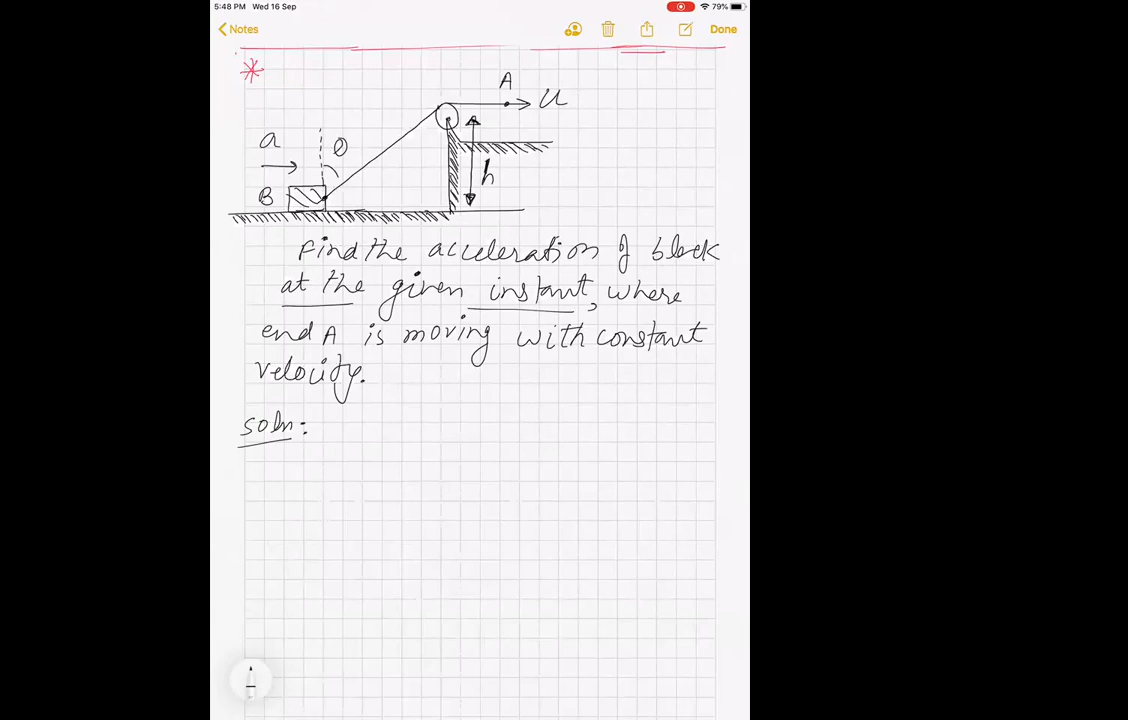 5:48 PM Wed 16 Sep
79%
Notes
Done
*
A
U
a
θ
h
B
Find the acceleration of block
at the given instant, where
end A is moving with constant
velocity.
Soln: